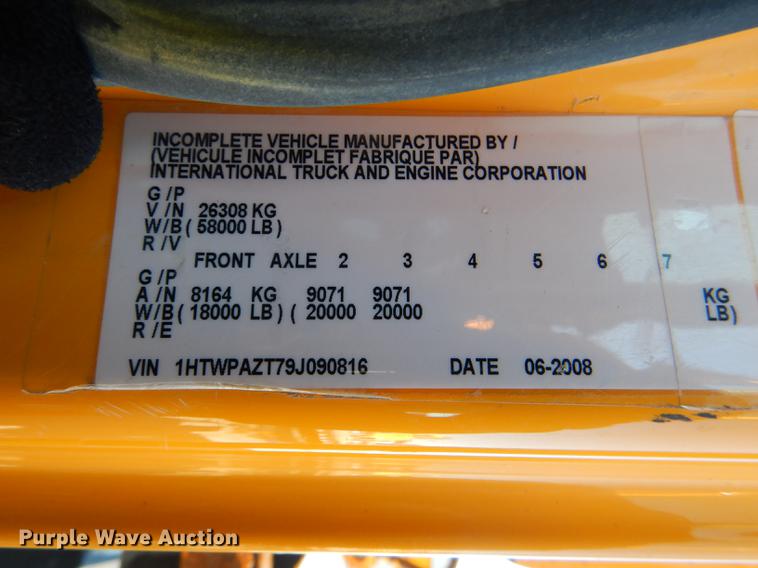 INCOMPLETE VEHICLE MANUFACTURED BY /
(VEHICULE INCOMPLET FABRIQUE PAR)
INTERNATIONAL TRUCK AND ENGINE CORPORATION
G /P
V /N 26308 KG
W/B ( 58000 LB)
R /V
FRONT AXLE 2 3 4 5 6 7
G /P
A /N 8164 KG 9071 9071 KG
W/B( 18000 LB) ( 20000 20000 LB)
R /E
VIN 1HTWPAZT79J090816 DATE 06-2008
Purple Wave Auction